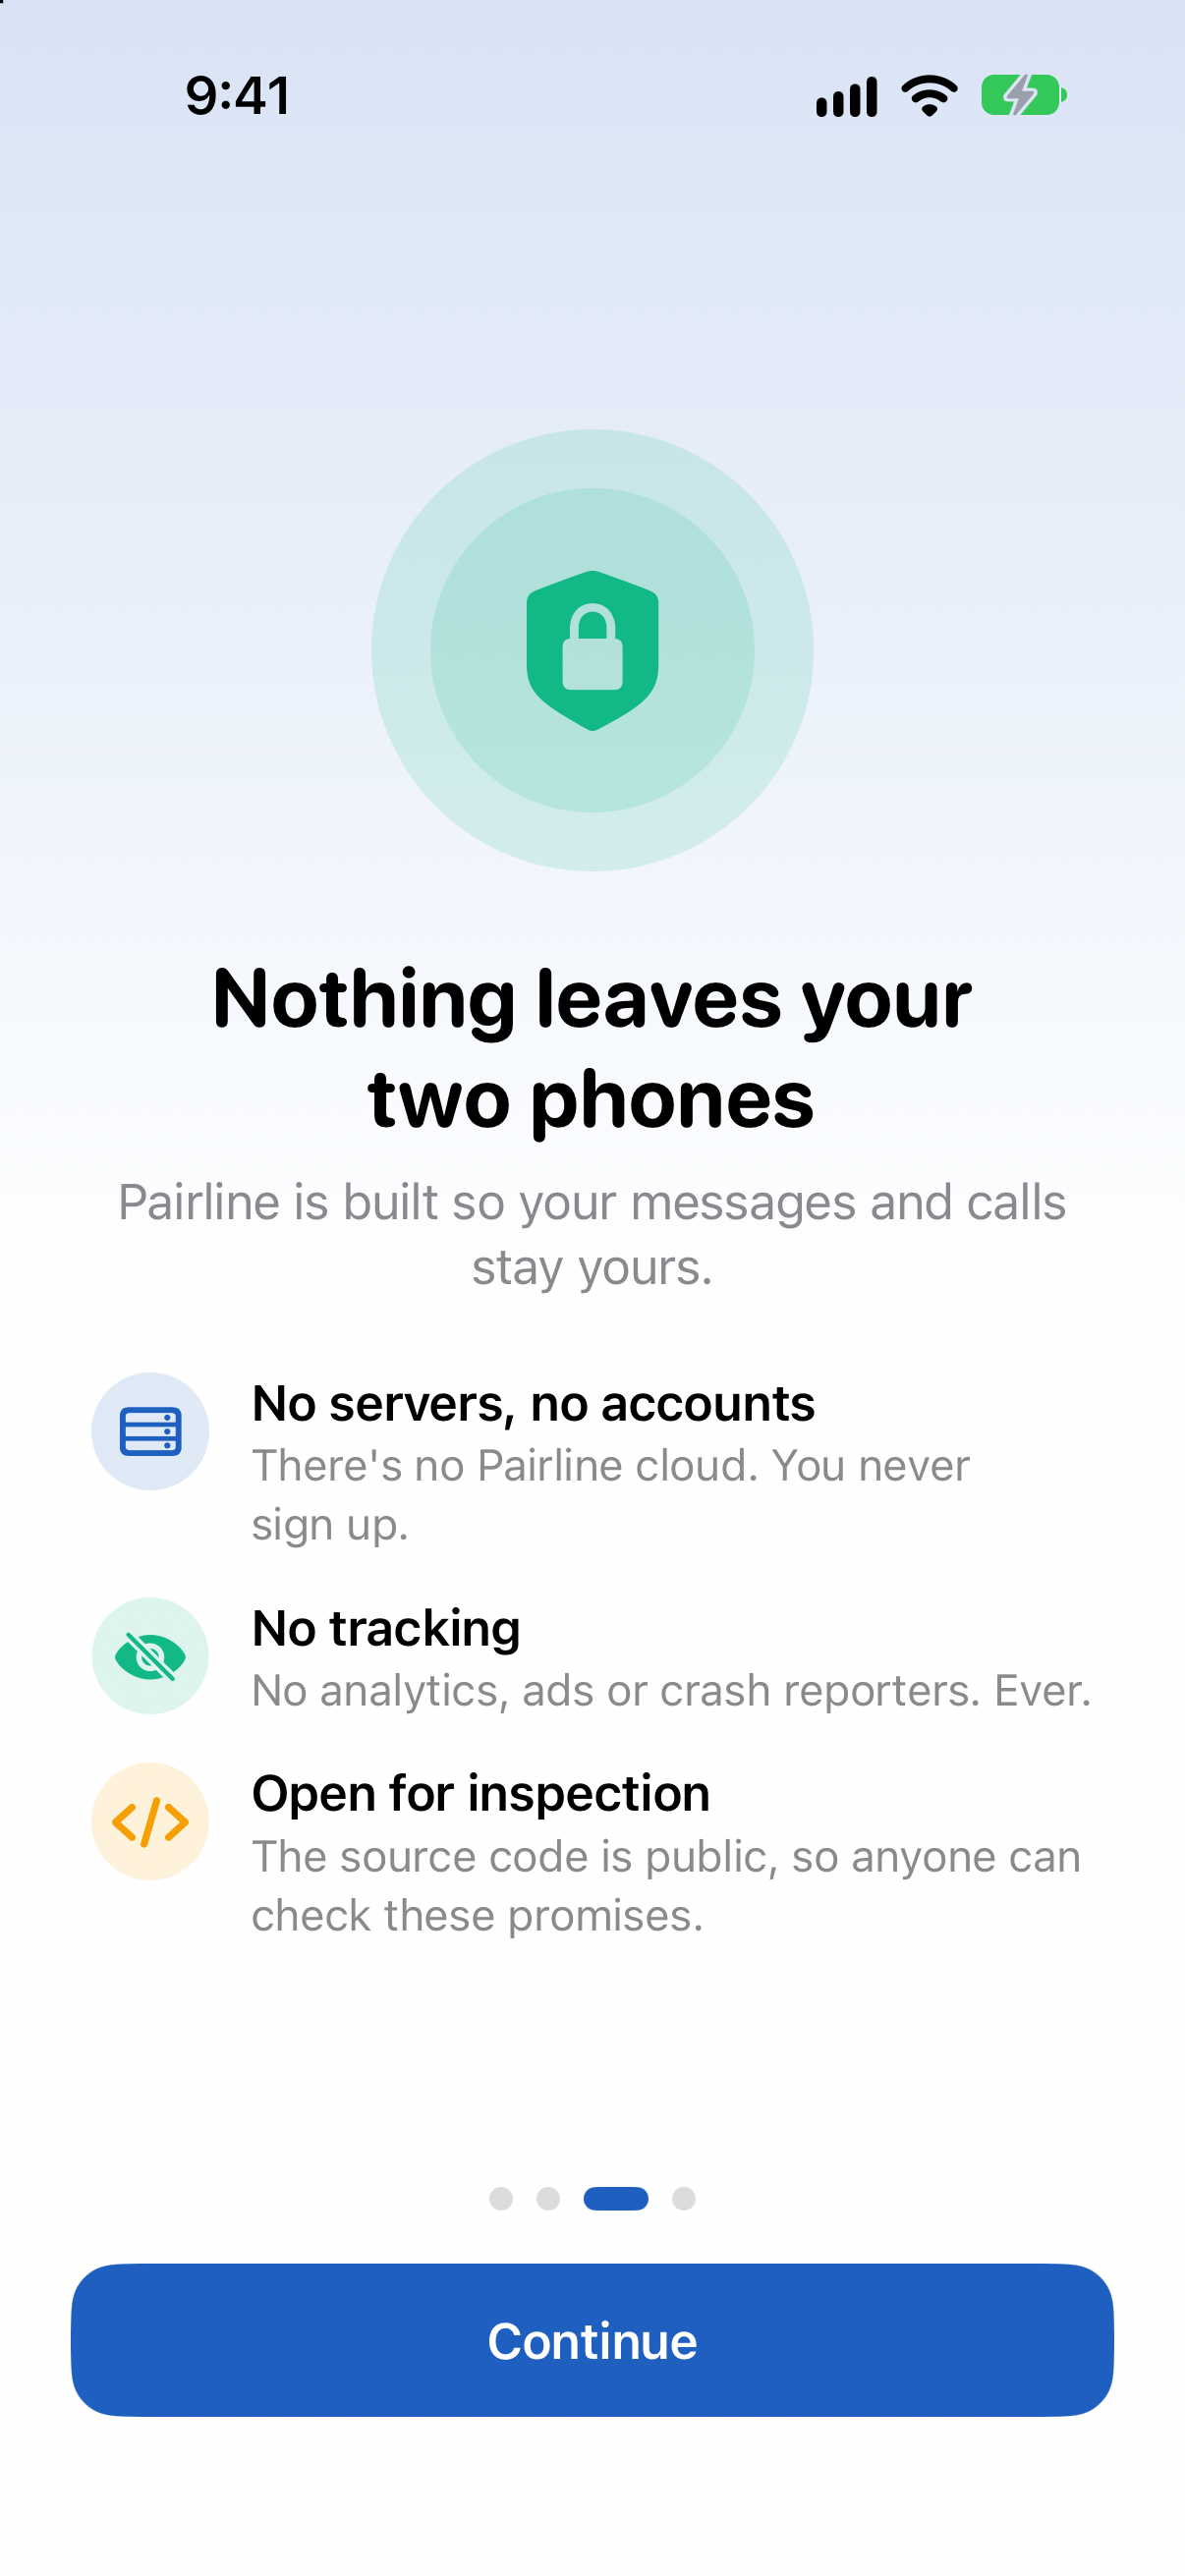 9:41
Nothing leaves your
two phones
Pairline is built so your messages and calls
stay yours.
No servers, no accounts
There's no Pairline cloud. You never
sign up.
No tracking
No analytics, ads or crash reporters. Ever.
Open for inspection
The source code is public, so anyone can
check these promises.
Continue